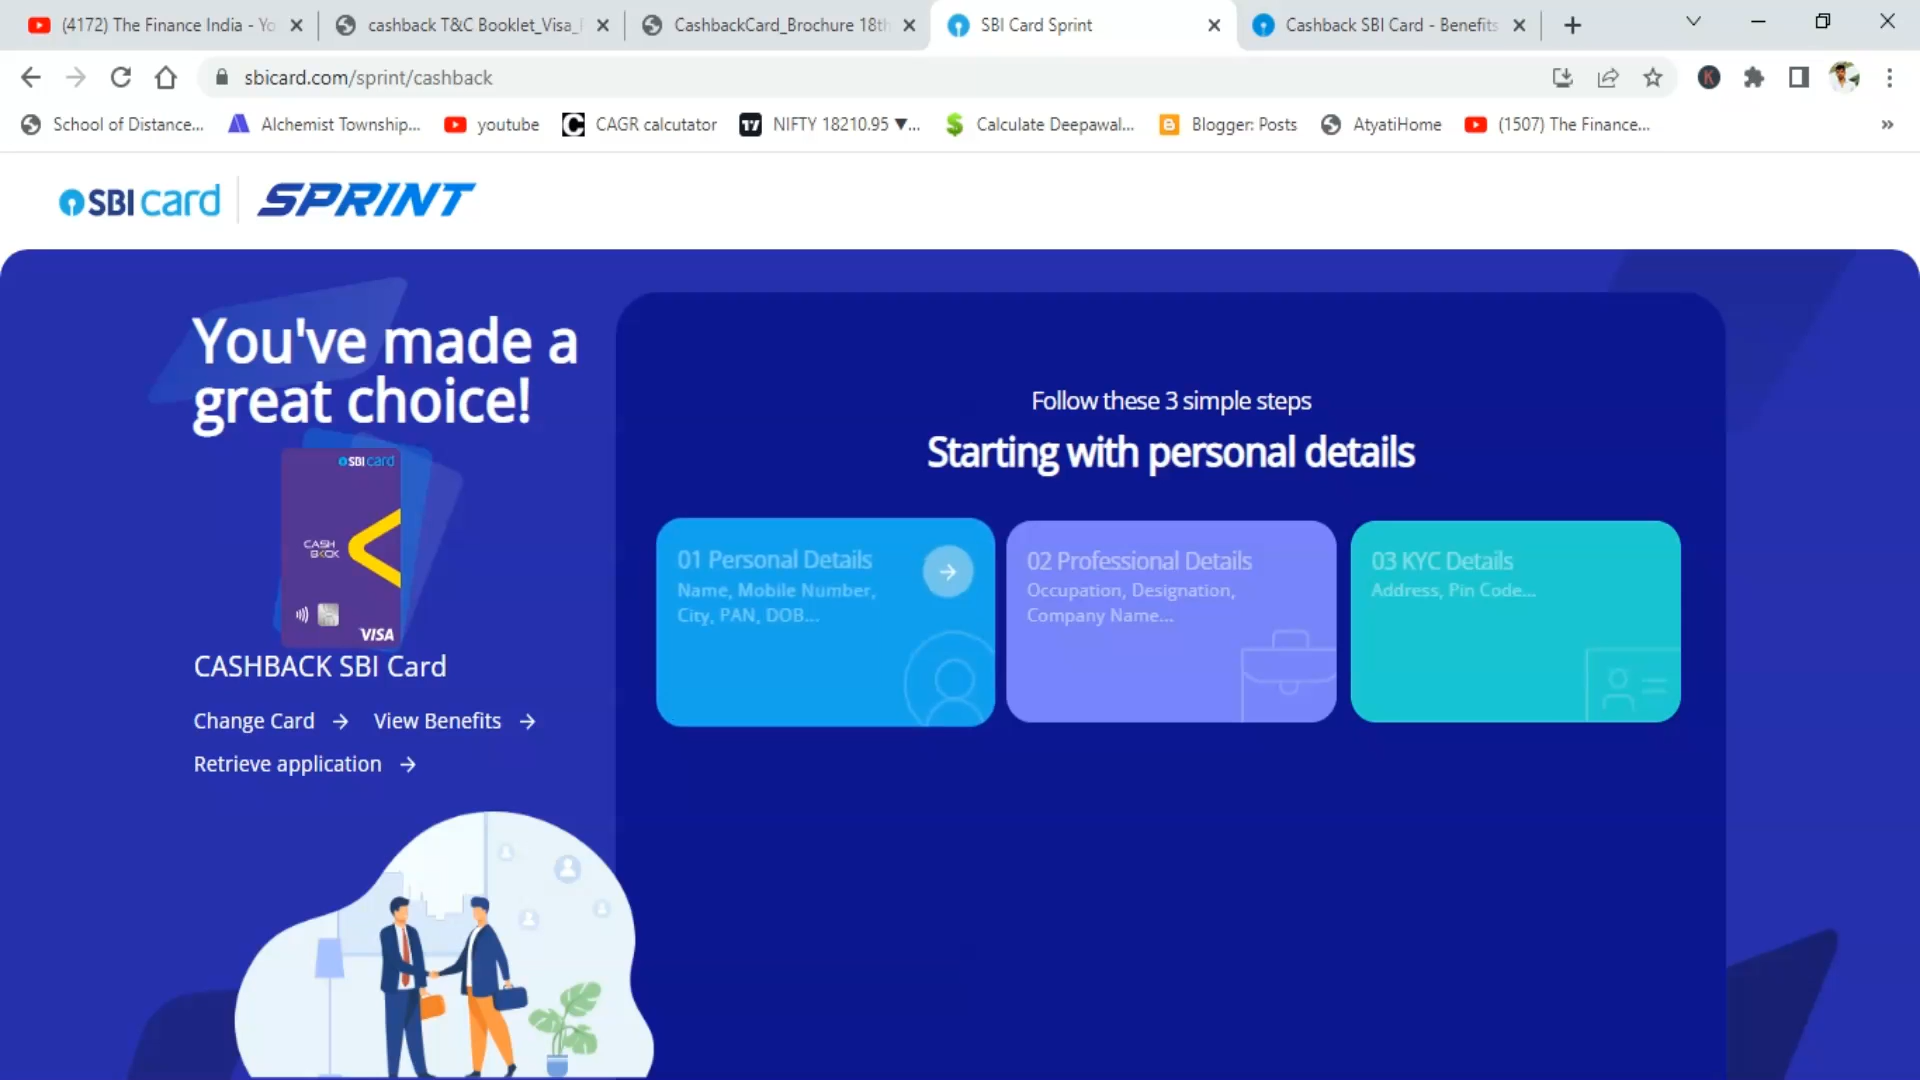 (4172) The Finance India - Yo
cashback T&C Booklet_Visa_
CashbackCard_Brochure 18th
SBI Card Sprint
Cashback SBI Card - Benefits
sbicard.com/sprint/cashback
K
School of Distance...
Alchemist Township...
youtube
CAGR calcutator
NIFTY 18210.95 ▼...
Calculate Deepawal...
Blogger: Posts
AtyatiHome
(1507) The Finance...
»
SBI card
SPRINT
You've made a
great choice!
SBI card
CASH
BACK
VISA
CASHBACK SBI Card
Change Card →
View Benefits →
Retrieve application →
Follow these 3 simple steps
Starting with personal details
01 Personal Details
Name, Mobile Number,
City, PAN, DOB...
02 Professional Details
Occupation, Designation,
Company Name...
03 KYC Details
Address, Pin Code...